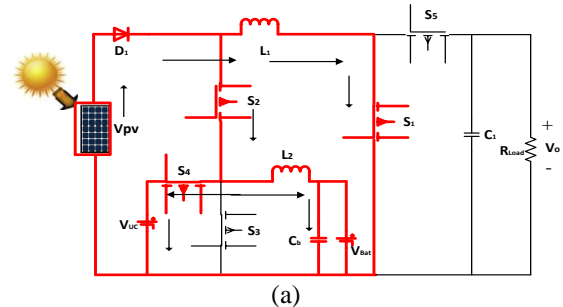 S₅
D₁
L₁
S₂
Vpv
S₁
C₁
RLoad
+
Vo
-
S₄
L₂
VUC
S₃
Cb
VBat
(a)